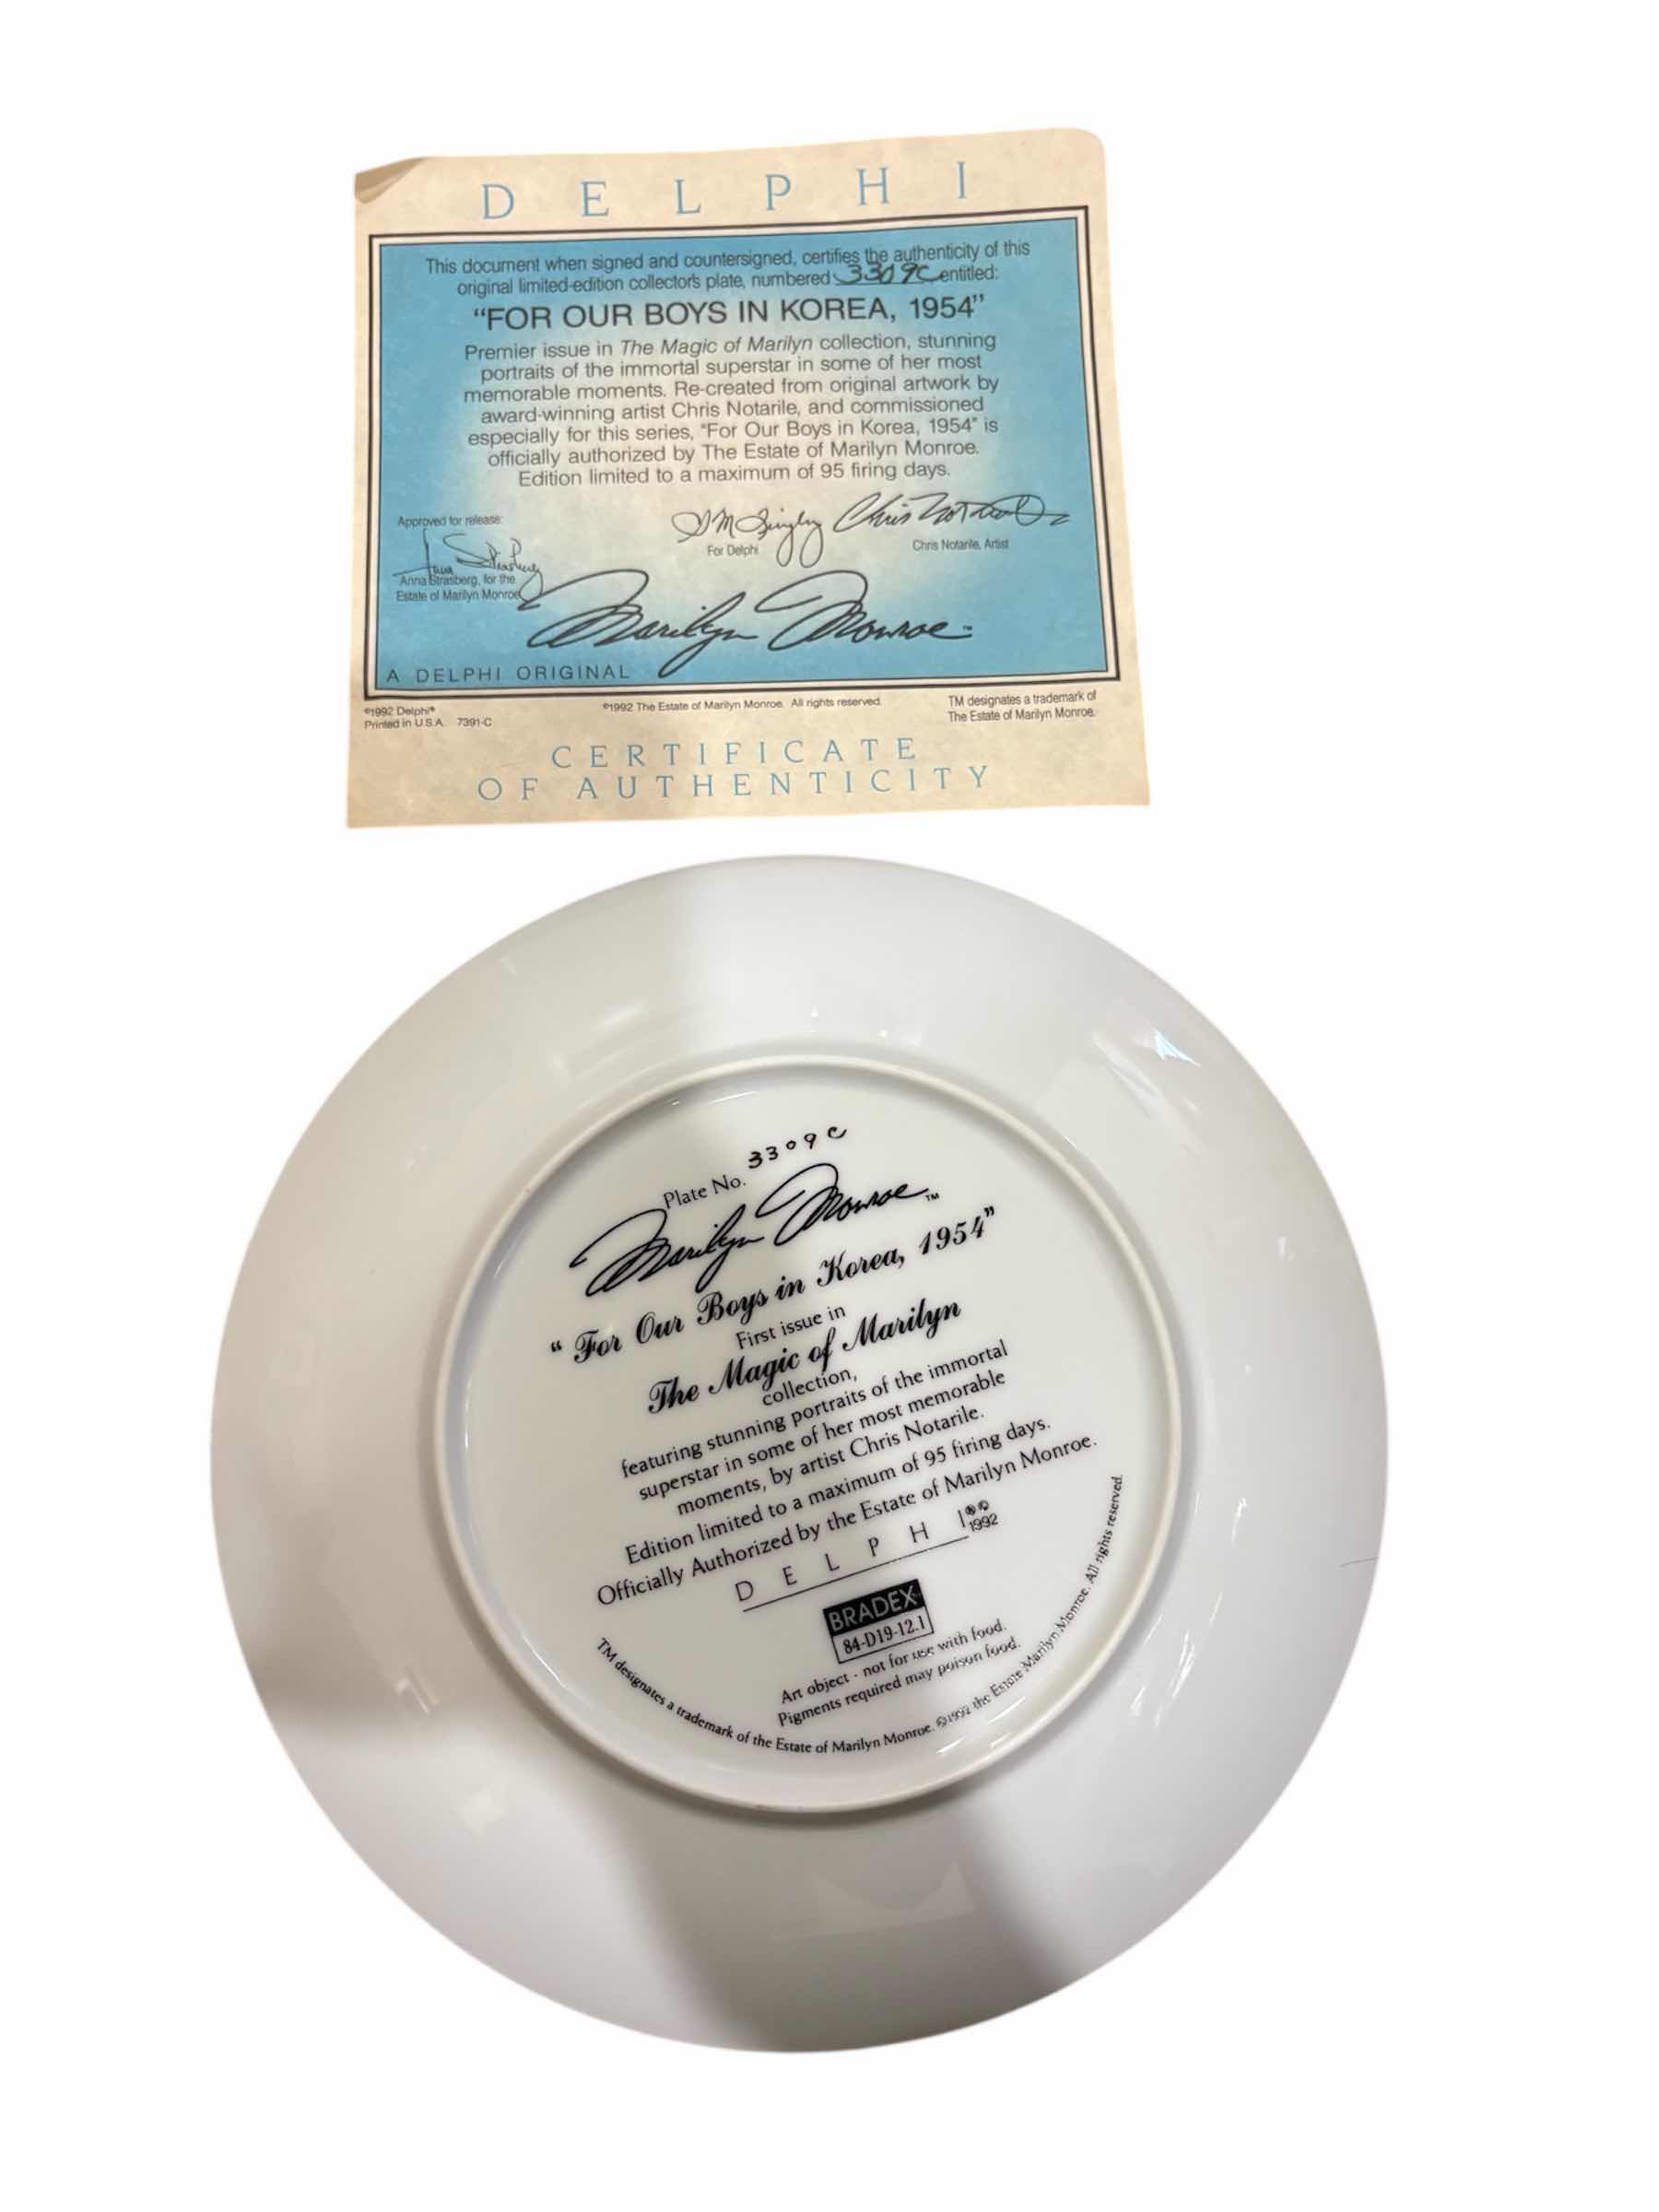 DELPHI
This document when signed and countersigned, certifies the authenticity of this
original limited-edition collector's plate, numbered 3309C entitled:
"FOR OUR BOYS IN KOREA, 1954"
Premier issue in The Magic of Marilyn collection, stunning
portraits of the immortal superstar in some of her most
memorable moments. Re-created from original artwork by
award-winning artist Chris Notarile, and commissioned
especially for this series, "For Our Boys in Korea, 1954" is
officially authorized by The Estate of Marilyn Monroe.
Edition limited to a maximum of 95 firing days.
Approved for release:
Chris Notarile
For Delphi
Chris Notarile, Artist
Anna Strasberg
Anna Strasberg, for the
Estate of Marilyn Monroe
Marilyn Monroe™
A DELPHI ORIGINAL
©1992 Delphi®
Printed in U.S.A. 7391-C
©1992 The Estate of Marilyn Monroe. All rights reserved.
TM designates a trademark of
The Estate of Marilyn Monroe.
CERTIFICATE
OF AUTHENTICITY
Plate No. 3309C
Marilyn Monroe™
"For Our Boys in Korea, 1954"
First issue in
The Magic of Marilyn
collection,
featuring stunning portraits of the immortal
superstar in some of her most memorable
moments, by artist Chris Notarile.
Edition limited to a maximum of 95 firing days.
Officially Authorized by the Estate of Marilyn Monroe.
DELPHI ®© 1992
BRADEX
84-D19-12.1
Art object - not for use with food.
Pigments required may poison food.
TM designates a trademark of the Estate of Marilyn Monroe. ©1992 the Estate Marilyn Monroe. All rights reserved.